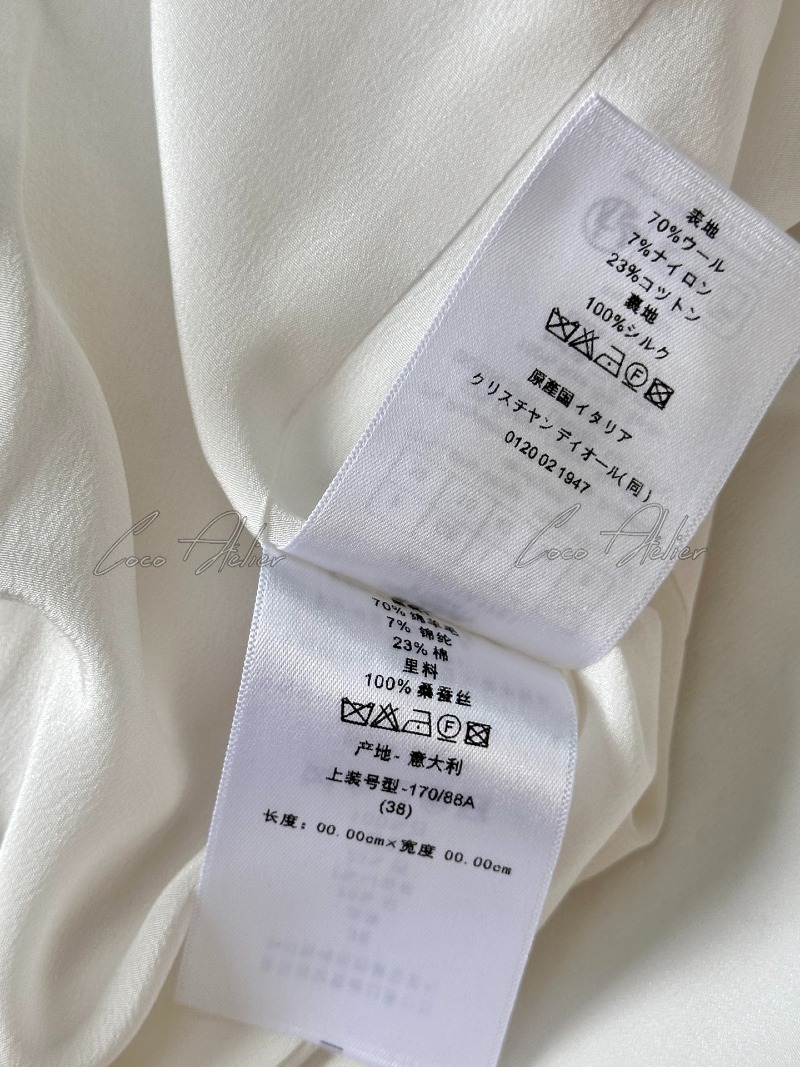 表地
70%ウール
7%ナイロン
23%コットン
裏地
100%シルク
F
原産国イタリア
クリスチャン ディオール(同)
0120 02 1947
Coco Atelier
Coco Atelier
70% 绵羊毛
7% 锦纶
23% 棉
里料
100% 桑蚕丝
F
产地- 意大利
上装号型-170/88A
(38)
长度：00.00cm×宽度 00.00cm